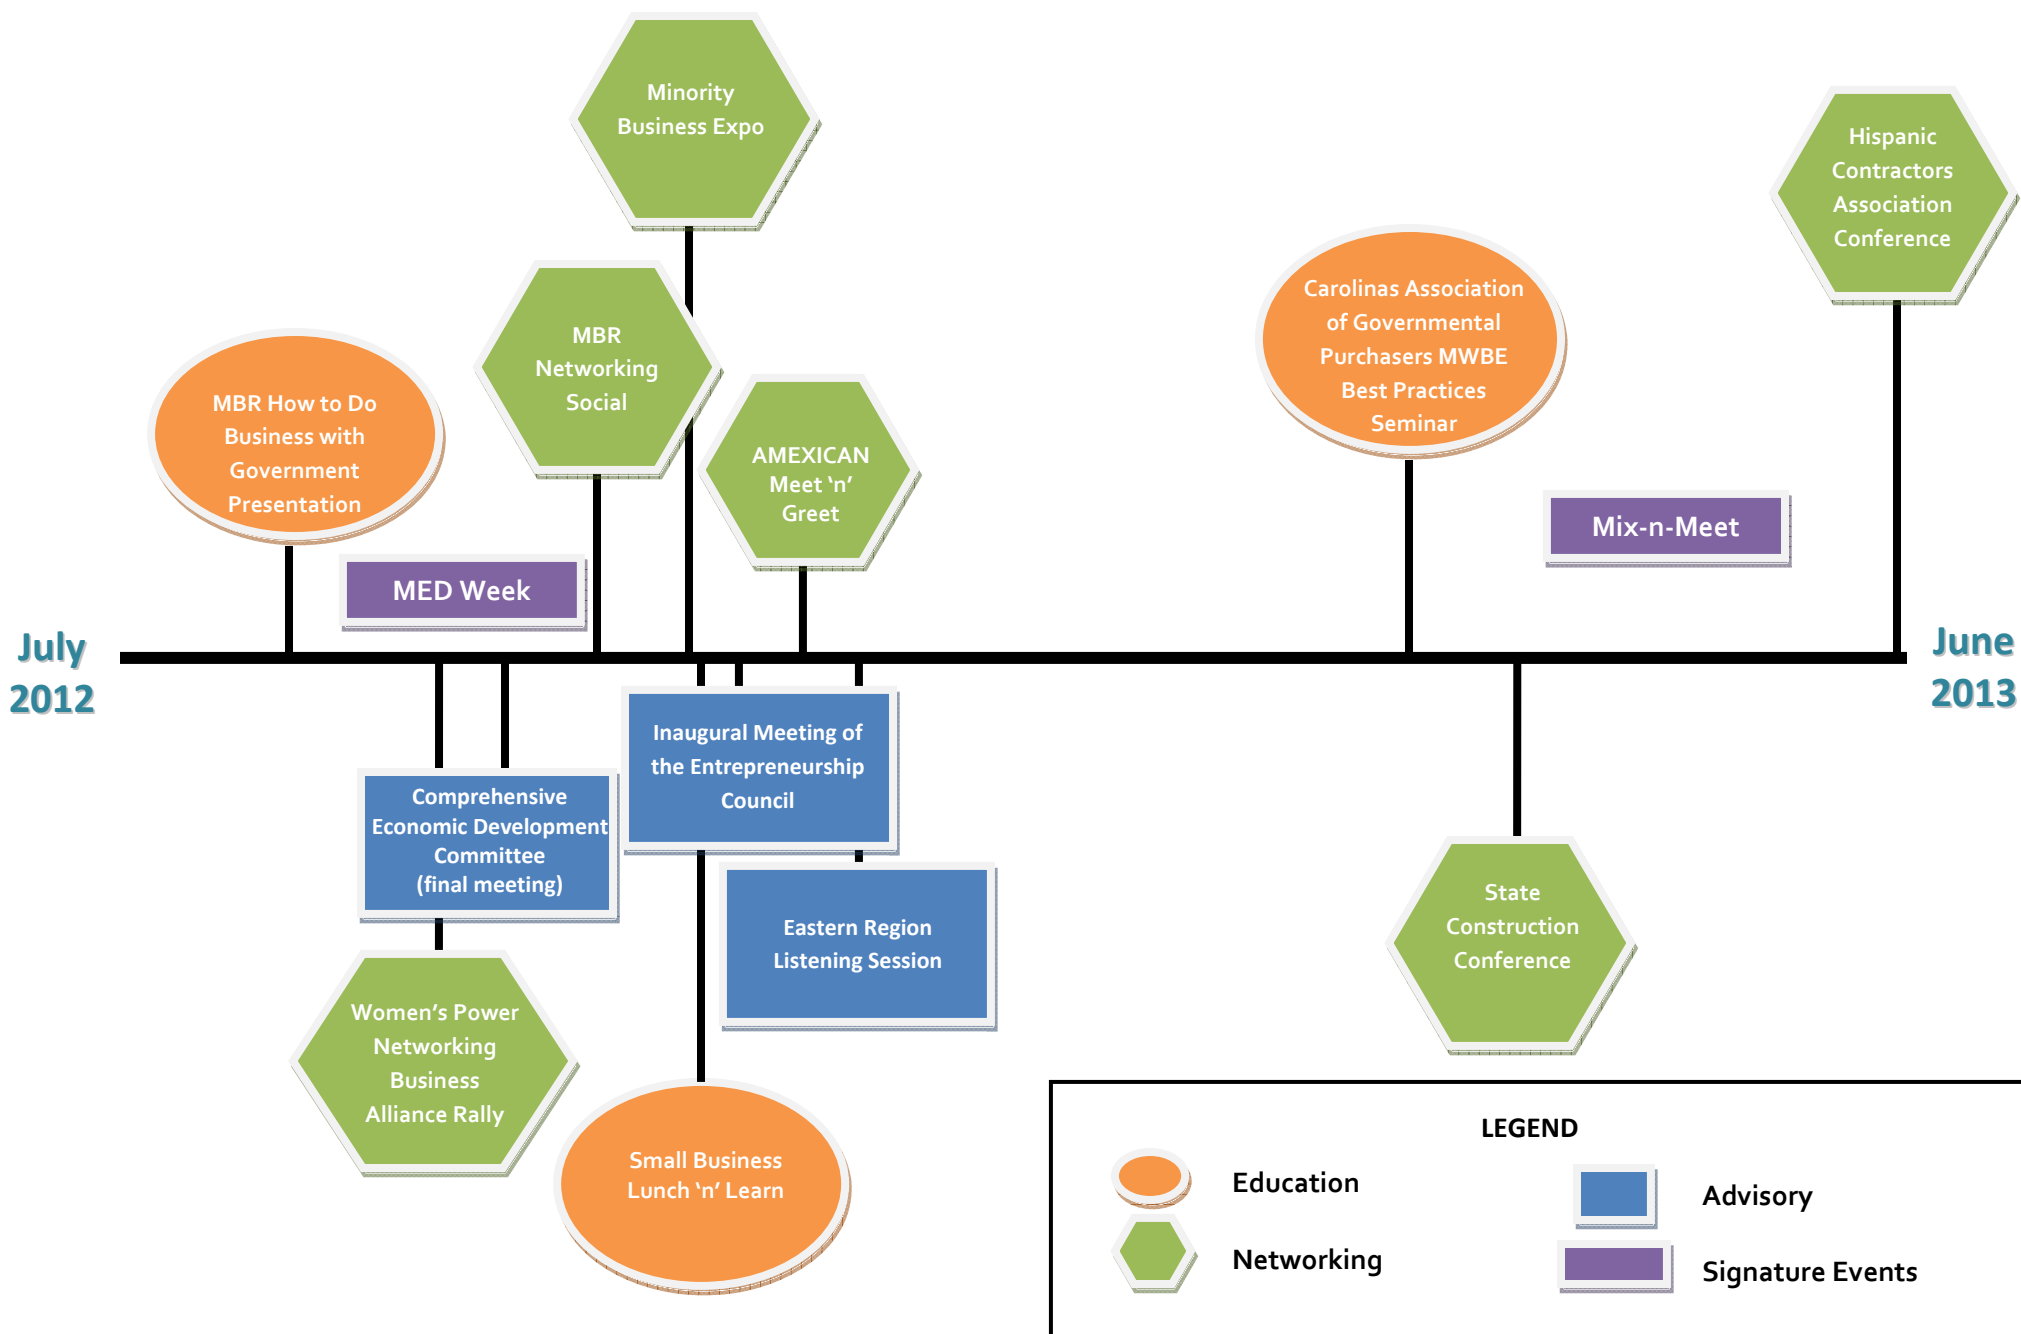 Minority
Business Expo
Hispanic
Contractors
Association
Conference
Carolinas Association
of Governmental
Purchasers MWBE
Best Practices
Seminar
MBR
Networking
Social
MBR How to Do
Business with
Government
Presentation
AMEXICAN
Meet ‘n’
Greet
Mix-n-Meet
MED Week
July
2012
June
2013
Inaugural Meeting of
the Entrepreneurship
Council
Comprehensive
Economic Development
Committee
(final meeting)
Eastern Region
Listening Session
State
Construction
Conference
Women’s Power
Networking
Business
Alliance Rally
Small Business
Lunch ‘n’ Learn
LEGEND
Education
Advisory
Networking
Signature Events